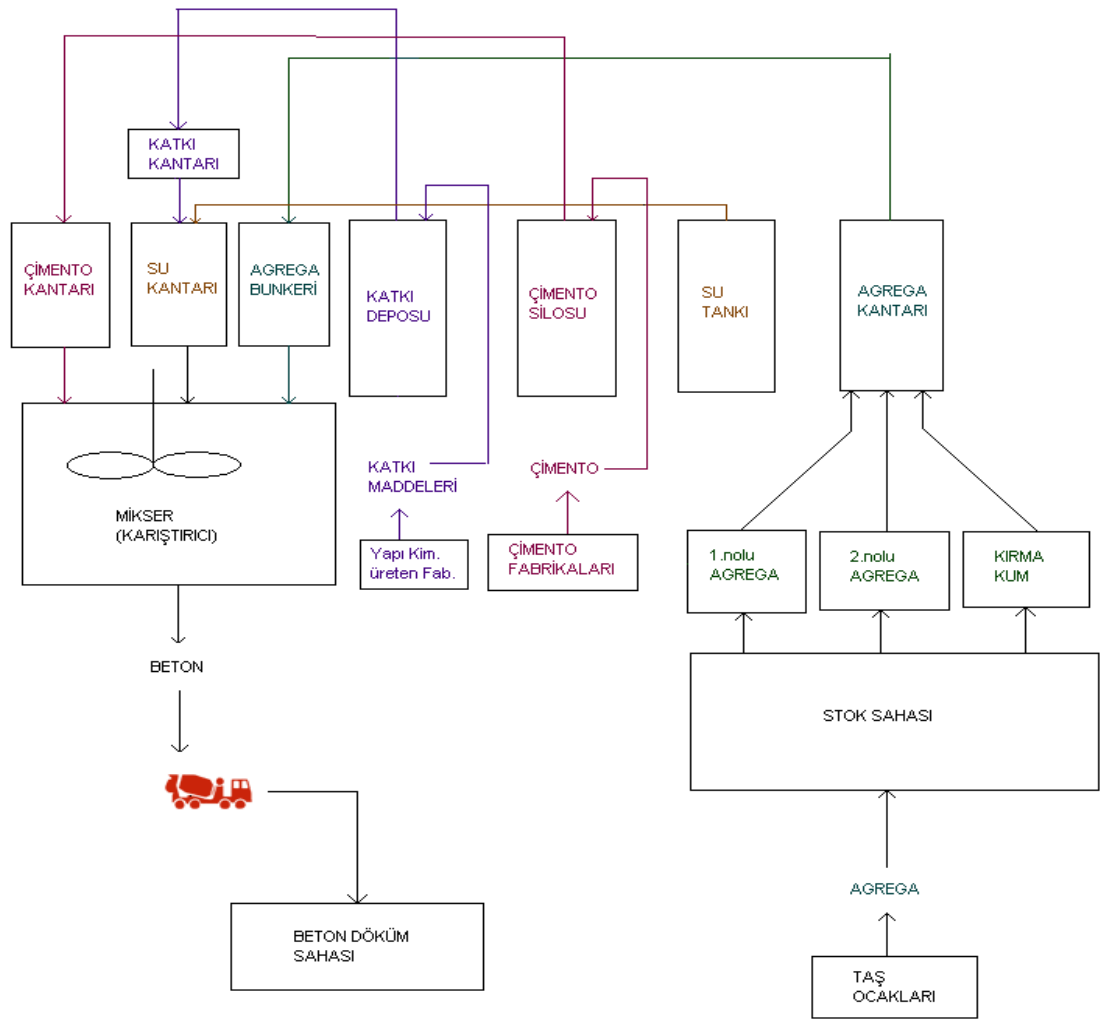 KATKI
KANTARI
ÇİMENTO
KANTARI
SU
KANTARI
AGREGA
BUNKERİ
KATKI
DEPOSU
ÇİMENTO
SİLOSU
SU
TANKI
AGREGA
KANTARI
KATKI
MADDELERİ
ÇİMENTO
MİKSER
(KARIŞTIRICI)
Yapı Kim.
üreten Fab.
ÇİMENTO
FABRİKALARI
1.nolu
AGREGA
2.nolu
AGREGA
KIRMA
KUM
BETON
STOK SAHASI
AGREGA
BETON DÖKÜM
SAHASI
TAŞ
OCAKLARI